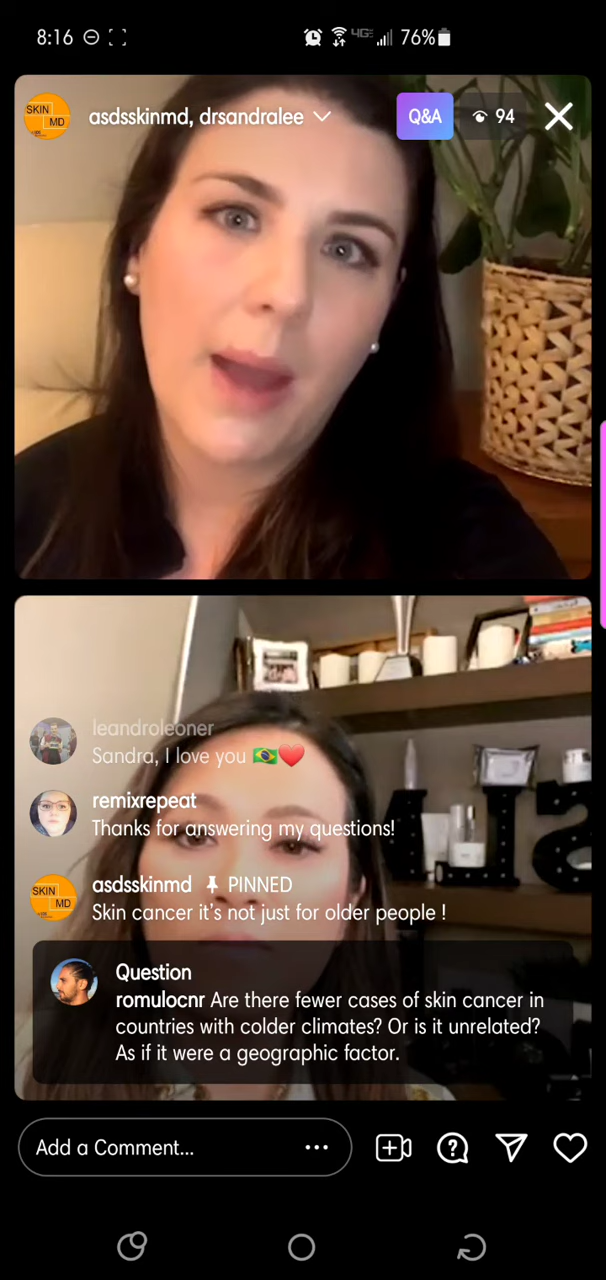 8:16
4GE 76%
SKIN
MD
asdsskinmd, drsandralee
Q&A
94
leandroleoner
Sandra, I love you 🇧🇷❤️
remixrepeat
Thanks for answering my questions!
SKIN
MD
asdsskinmd PINNED
Skin cancer it's not just for older people !
Question
romulocnr Are there fewer cases of skin cancer in
countries with colder climates? Or is it unrelated?
As if it were a geographic factor.
Add a Comment...